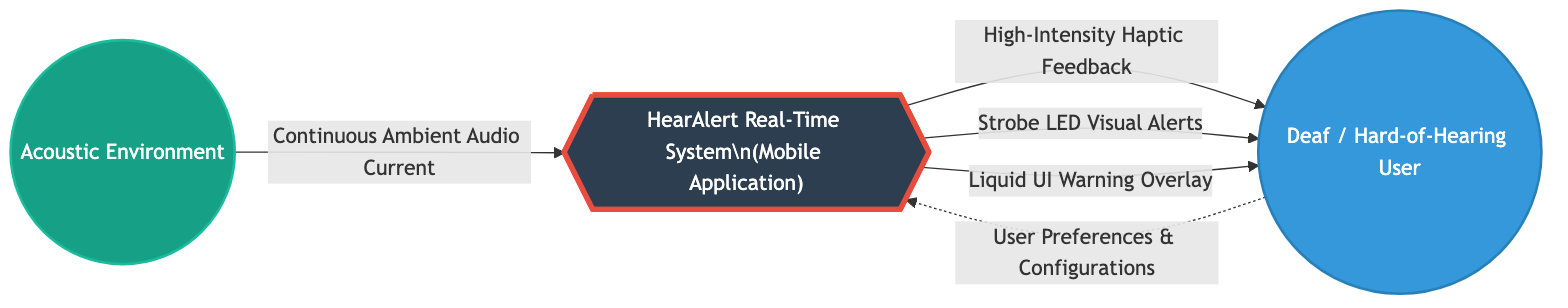 Acoustic Environment
Continuous Ambient Audio
Current
HearAlert Real-Time
System\n(Mobile
Application)
High-Intensity Haptic
Feedback
Strobe LED Visual Alerts
Liquid UI Warning Overlay
User Preferences &
Configurations
Deaf / Hard-of-Hearing
User